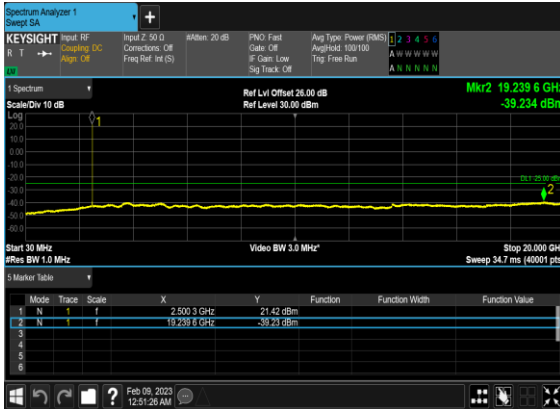 Spectrum Analyzer 1
Swept SA
+
KEYSIGHT Input: RF Input Z: 50 Ω #Atten: 20 dB PNO: Fast Avg Type: Power (RMS) 1 2 3 4 5 6
R T Coupling: DC Corrections: Off Gate: Off Avg|Hold: 100/100 A W W W W W
Align: Off Freq Ref: Int (S) IF Gain: Low Trig: Free Run
Sig Track: Off A N N N N N
1 Spectrum Ref Lvl Offset 26.00 dB Mkr2 19.239 6 GHz
Scale/Div 10 dB Ref Level 30.00 dBm -39.234 dBm
Log
1
20.0
10.0
0.00
-10.0
-20.0
DL1 -25.00 dBm
-30.0
2
-40.0
-50.0
-60.0
Start 30 MHz Video BW 3.0 MHz* Stop 20.000 GHz
#Res BW 1.0 MHz Sweep 34.7 ms (40001 pts)
5 Marker Table
Mode Trace Scale X Y Function Function Width Function Value
1 N 1 f 2.500 3 GHz 21.42 dBm
2 N 1 f 19.239 6 GHz -39.23 dBm
3
4
5
6
? Feb 09, 2023
12:51:26 AM